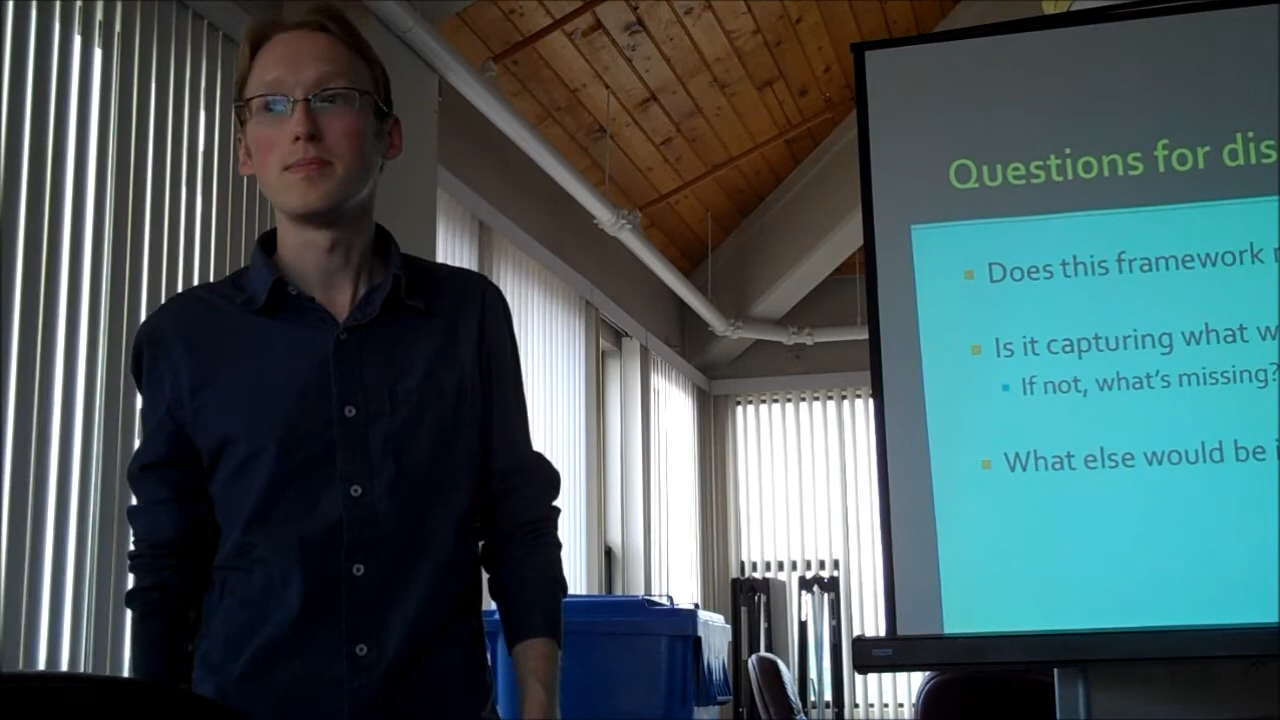 Questions for dis
Does this framework
Is it capturing what w
If not, what's missing?
What else would be i